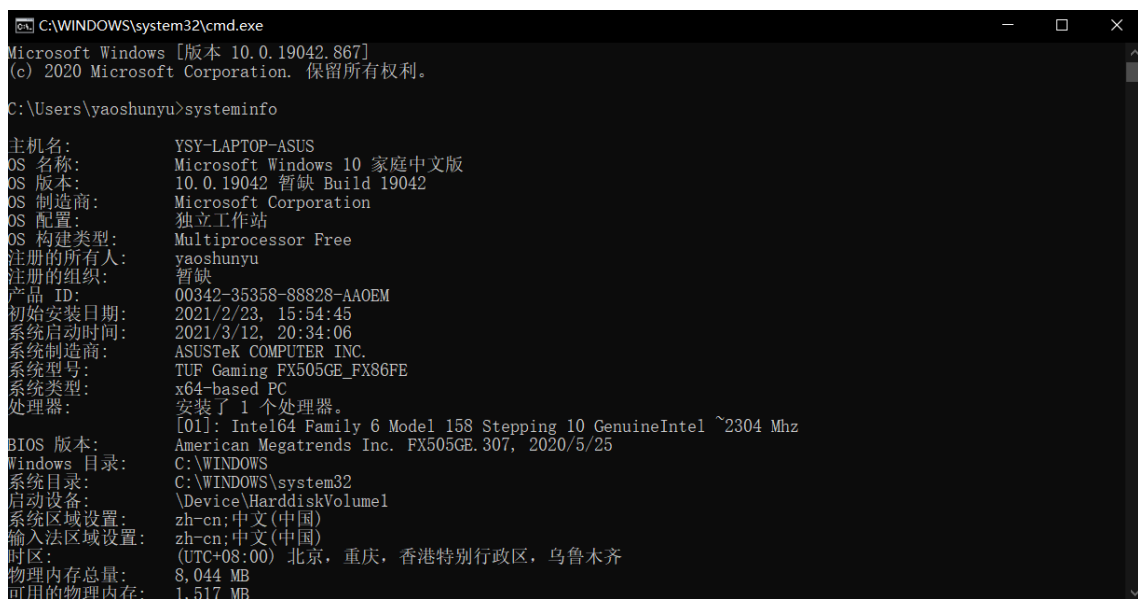 C:\WINDOWS\system32\cmd.exe
Microsoft Windows [版本 10.0.19042.867]
(c) 2020 Microsoft Corporation. 保留所有权利。
C:\Users\yaoshunyu>systeminfo
主机名: YSY-LAPTOP-ASUS
OS 名称: Microsoft Windows 10 家庭中文版
OS 版本: 10.0.19042 暂缺 Build 19042
OS 制造商: Microsoft Corporation
OS 配置: 独立工作站
OS 构建类型: Multiprocessor Free
注册的所有人: yaoshunyu
注册的组织: 暂缺
产品 ID: 00342-35358-88828-AAOEM
初始安装日期: 2021/2/23, 15:54:45
系统启动时间: 2021/3/12, 20:34:06
系统制造商: ASUSTeK COMPUTER INC.
系统型号: TUF Gaming FX505GE_FX86FE
系统类型: x64-based PC
处理器: 安装了 1 个处理器。
[01]: Intel64 Family 6 Model 158 Stepping 10 GenuineIntel ~2304 Mhz
BIOS 版本: American Megatrends Inc. FX505GE.307, 2020/5/25
Windows 目录: C:\WINDOWS
系统目录: C:\WINDOWS\system32
启动设备: \Device\HarddiskVolume1
系统区域设置: zh-cn;中文(中国)
输入法区域设置: zh-cn;中文(中国)
时区: (UTC+08:00) 北京，重庆，香港特别行政区，乌鲁木齐
物理内存总量: 8,044 MB
可用的物理内存: 1,517 MB